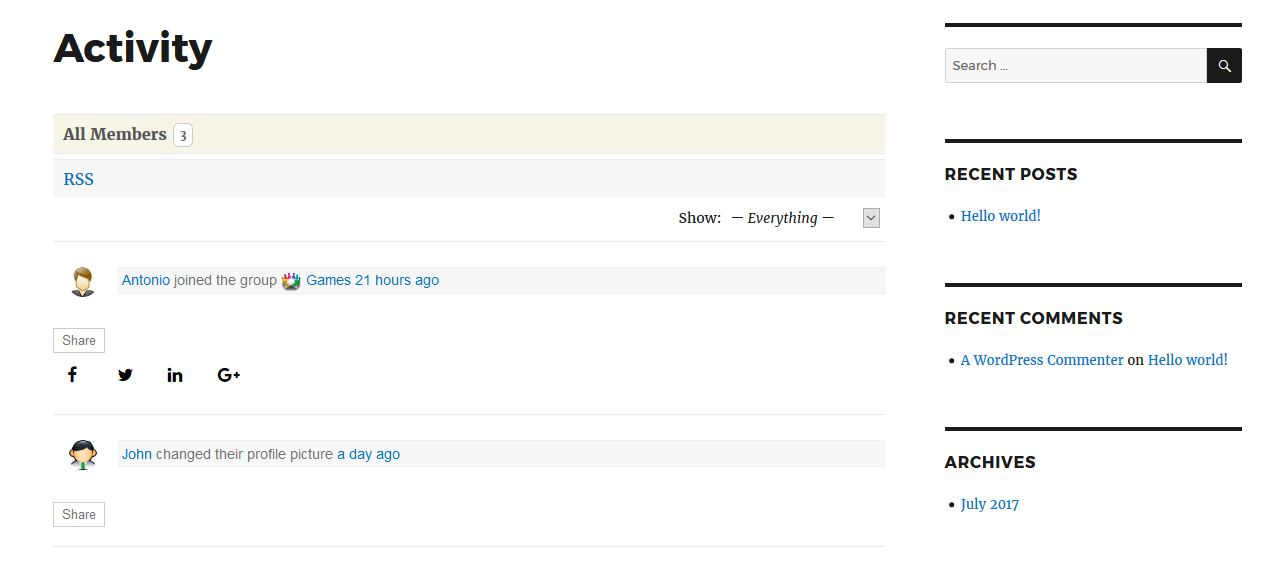 Activity
All Members 3
RSS
Show: — Everything —
Antonio joined the group Games 21 hours ago
Share
f in G+
John changed their profile picture a day ago
Share
Search ...
RECENT POSTS
Hello world!
RECENT COMMENTS
A WordPress Commenter on Hello world!
ARCHIVES
July 2017